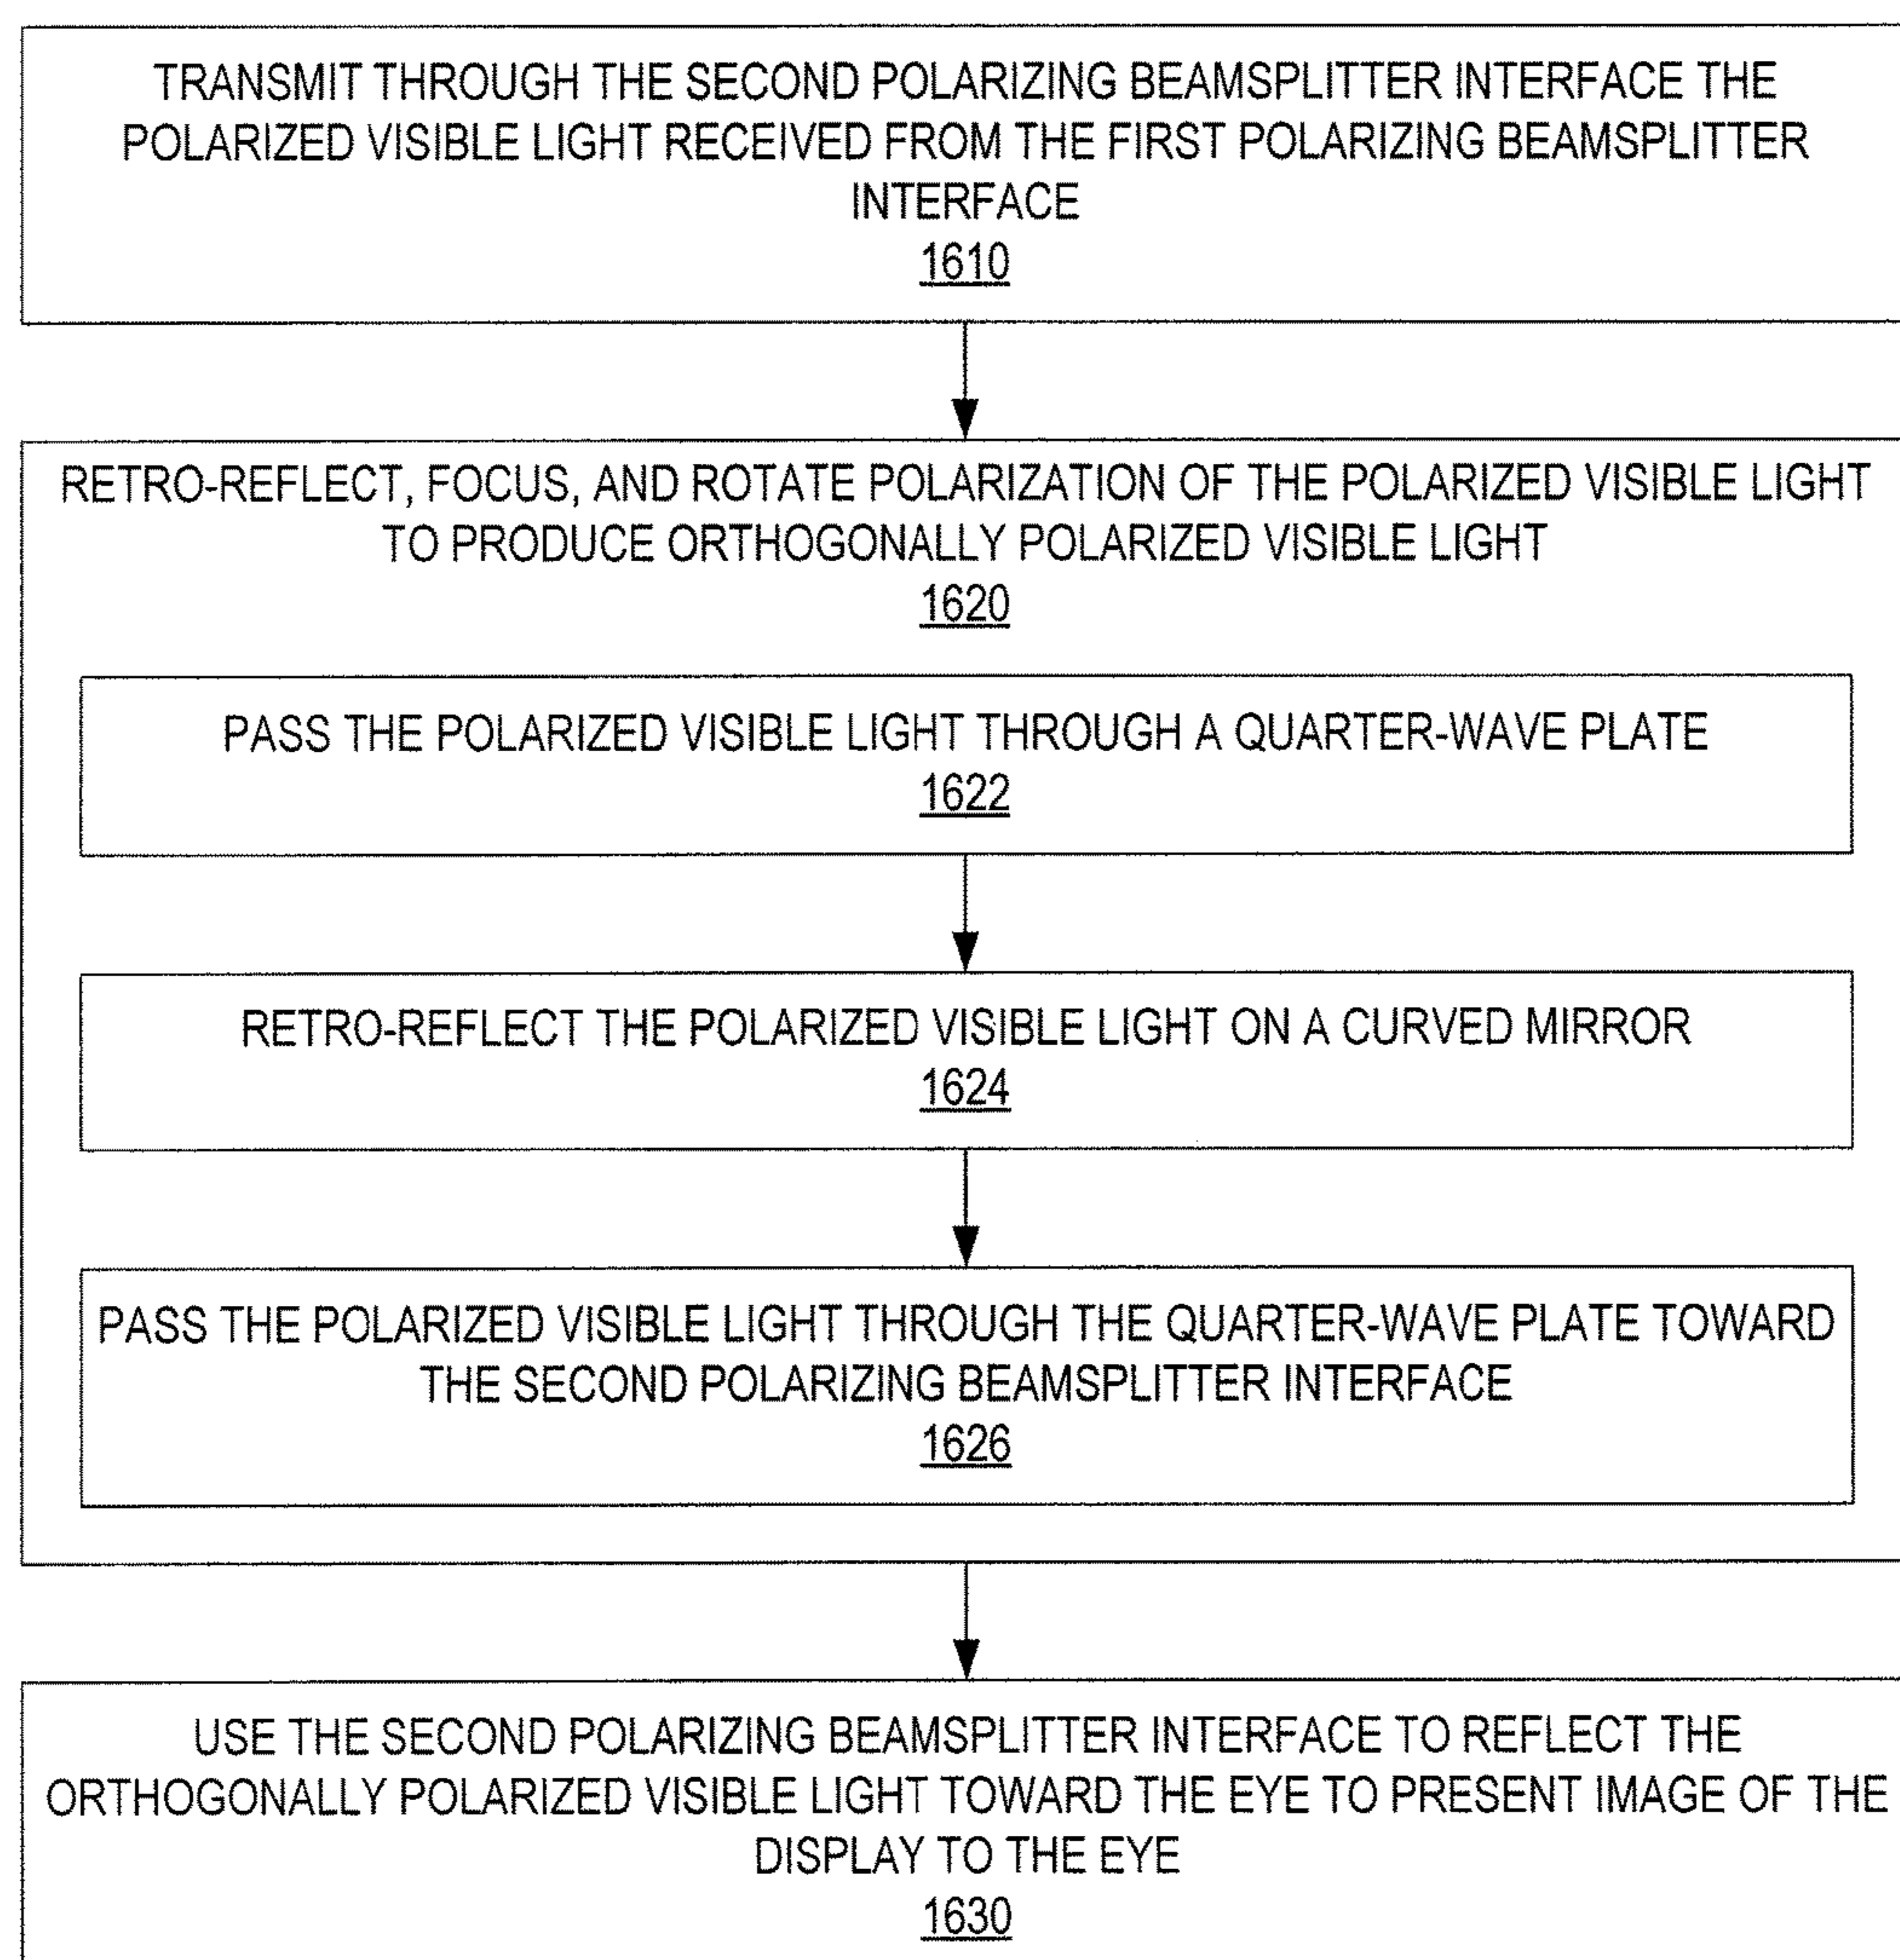 TRANSMIT THROUGH THE SECOND POLARIZING BEAMSPLITTER INTERFACE THE
POLARIZED VISIBLE LIGHT RECEIVED FROM THE FIRST POLARIZING BEAMSPLITTER
INTERFACE
1610
RETRO-REFLECT, FOCUS, AND ROTATE POLARIZATION OF THE POLARIZED VISIBLE LIGHT
TO PRODUCE ORTHOGONALLY POLARIZED VISIBLE LIGHT
1620
PASS THE POLARIZED VISIBLE LIGHT THROUGH A QUARTER-WAVE PLATE
1622
RETRO-REFLECT THE POLARIZED VISIBLE LIGHT ON A CURVED MIRROR
1624
PASS THE POLARIZED VISIBLE LIGHT THROUGH THE QUARTER-WAVE PLATE TOWARD
THE SECOND POLARIZING BEAMSPLITTER INTERFACE
1626
USE THE SECOND POLARIZING BEAMSPLITTER INTERFACE TO REFLECT THE
ORTHOGONALLY POLARIZED VISIBLE LIGHT TOWARD THE EYE TO PRESENT IMAGE OF THE
DISPLAY TO THE EYE
1630